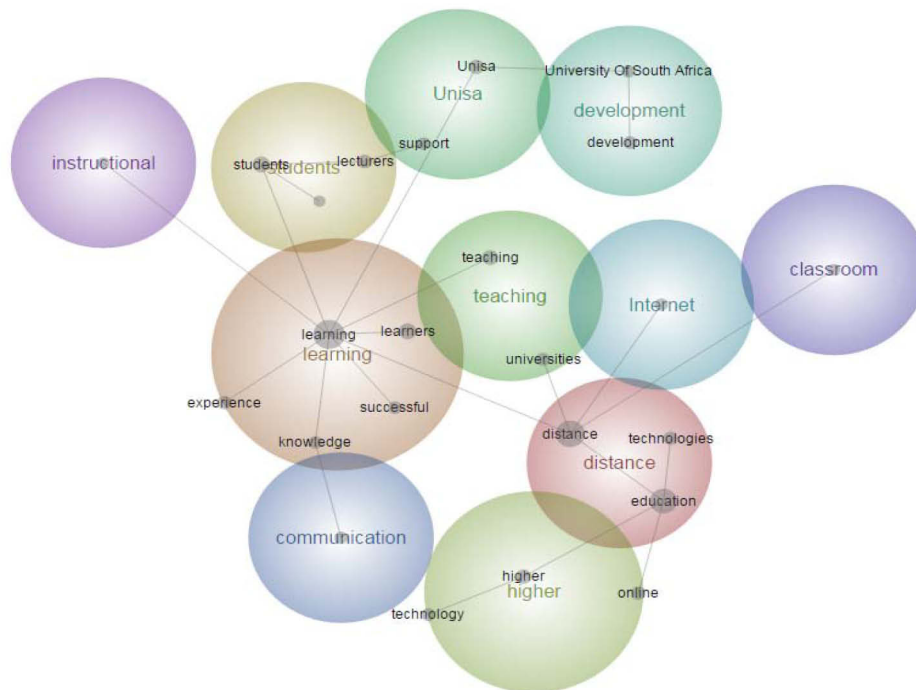 Unisa
University Of South Africa
Unisa
development
support
development
instructional
students
lecturers
students
teaching
classroom
teaching
Internet
learning
learners
learning
universities
experience
successful
distance
technologies
knowledge
distance
education
communication
higher
higher
online
technology